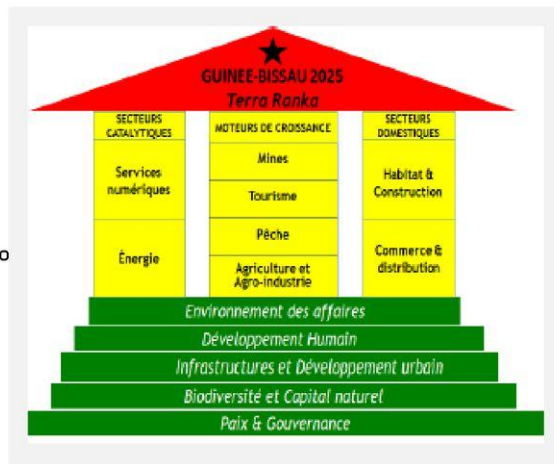 GUINEE-BISSAU 2025
Terra Ranka
SECTEURS
CATALYTIQUES
Services
numériques
Énergie
MOTEURS DE CROISSANCE
Mines
Tourisme
Pêche
Agriculture et
Agro-industrie
SECTEURS
DOMESTIQUES
Habitat &
Construction
Commerce &
distribution
Environnement des affaires
Développement Humain
Infrastructures et Développement urbain
Biodiversité et Capital naturel
Paix & Gouvernance